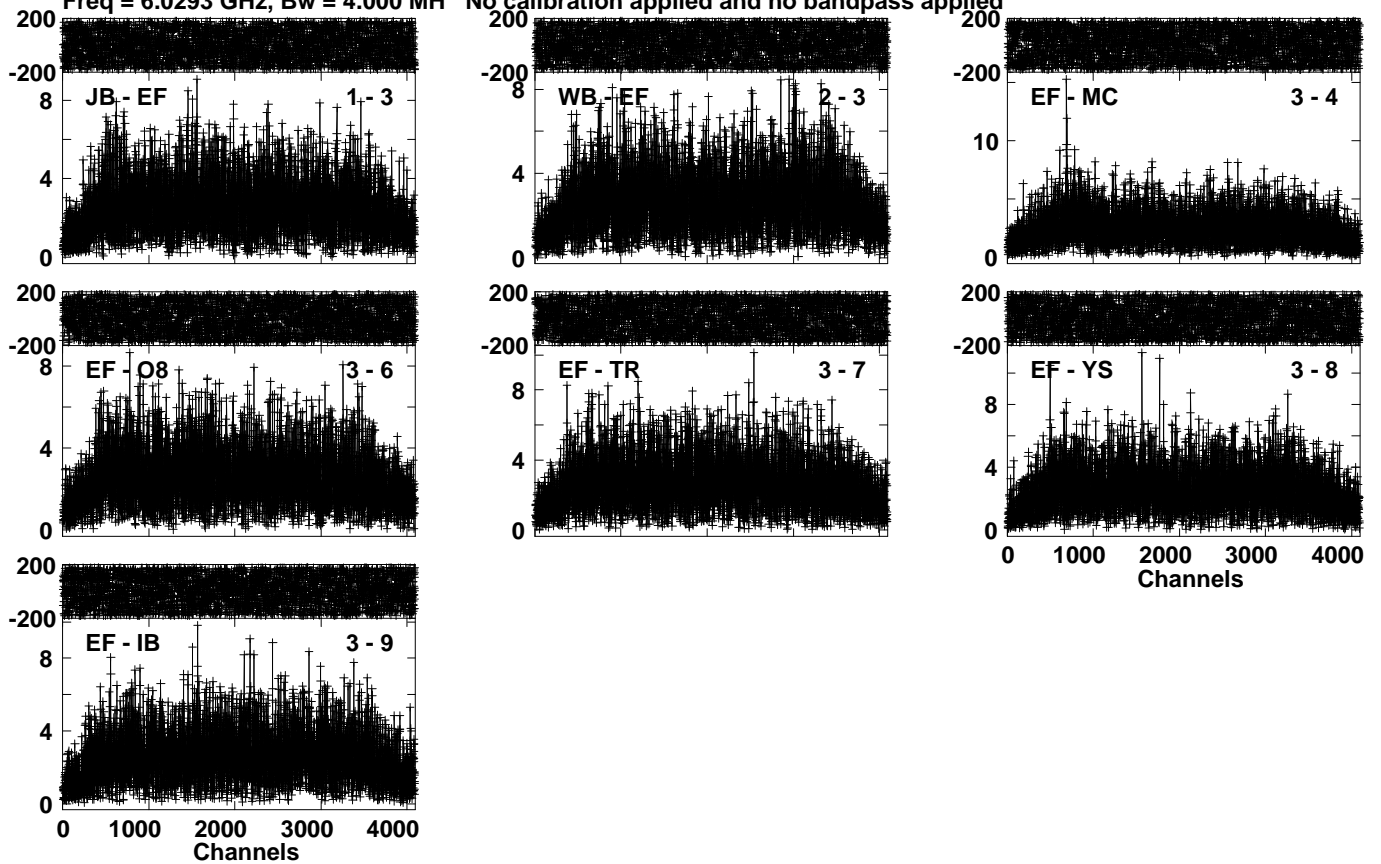 Freq = 6.0293 GHz, Bw = 4.000 MH No calibration applied and no bandpass applied
200 200 200
-200 -200 -200
JB - EF 1 - 3 WB - EF 2 - 3 EF - MC 3 - 4
8 8 10
4 4
0 0 0
200 200 200
-200 -200 -200
EF - O8 3 - 6 EF - TR 3 - 7 EF - YS 3 - 8
8 8 8
4 4 4
0 0 0
0 1000 2000 3000 4000
Channels
200
-200
EF - IB 3 - 9
8
4
0
0 1000 2000 3000 4000
Channels